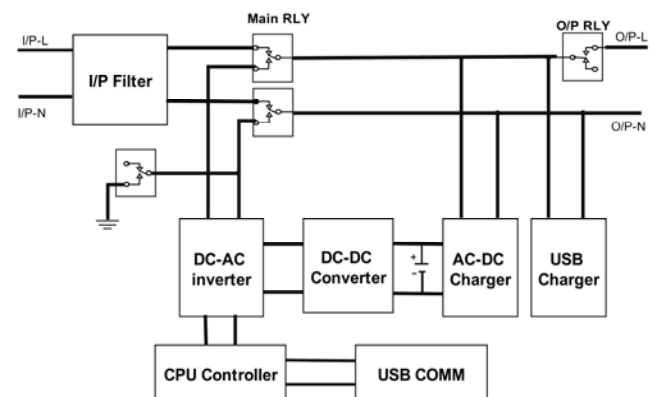 Main RLY
O/P RLY
I/P-L
O/P-L
I/P Filter
I/P-N
O/P-N
DC-AC
inverter
DC-DC
Converter
+
-
AC-DC
Charger
USB
Charger
CPU Controller
USB COMM